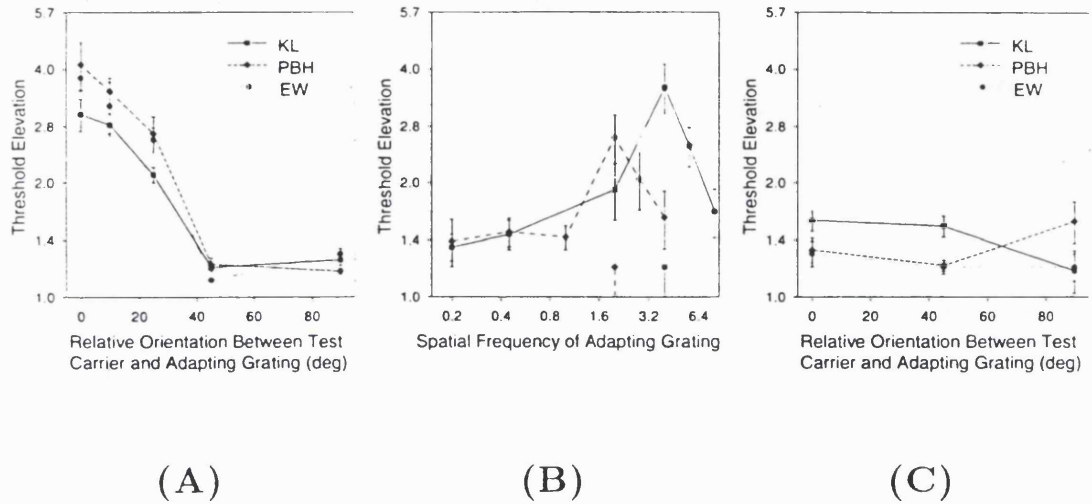 5.7
4.0
2.8
2.0
1.4
1.0
Threshold Elevation
KL
PBH
EW
0 20 40 60 80
Relative Orientation Between Test
Carrier and Adapting Grating (deg)
(A)
5.7
4.0
2.8
2.0
1.4
1.0
Threshold Elevation
0.2 0.4 0.8 1.6 3.2 6.4
Spatial Frequency of Adapting Grating
(B)
5.7
4.0
2.8
2.0
1.4
1.0
Threshold Elevation
KL
PBH
EW
0 20 40 60 80
Relative Orientation Between Test
Carrier and Adapting Grating (deg)
(C)